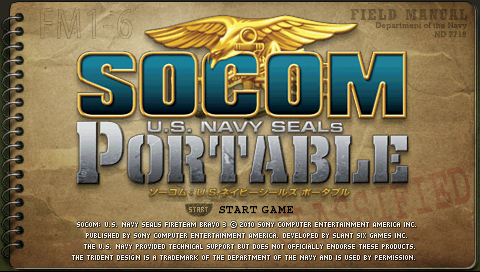 FM 1-6
FIELD MANUAL
Department of the Navy
ND 2718
SOCOM
U.S. NAVY SEALs
PORTABLE
ソーコム:U.S.ネイビーシールズ ポータブル
START START GAME
SOCOM: U.S. NAVY SEALS FIRETEAM BRAVO 3 © 2010 SONY COMPUTER ENTERTAINMENT AMERICA INC.
PUBLISHED BY SONY COMPUTER ENTERTAINMENT AMERICA. DEVELOPED BY SLANT SIX GAMES INC.
THE U.S. NAVY PROVIDED TECHNICAL SUPPORT BUT DOES NOT OFFICIALLY ENDORSE THESE PRODUCTS.
THE TRIDENT DESIGN IS A TRADEMARK OF THE DEPARTMENT OF THE NAVY AND IS USED BY PERMISSION.